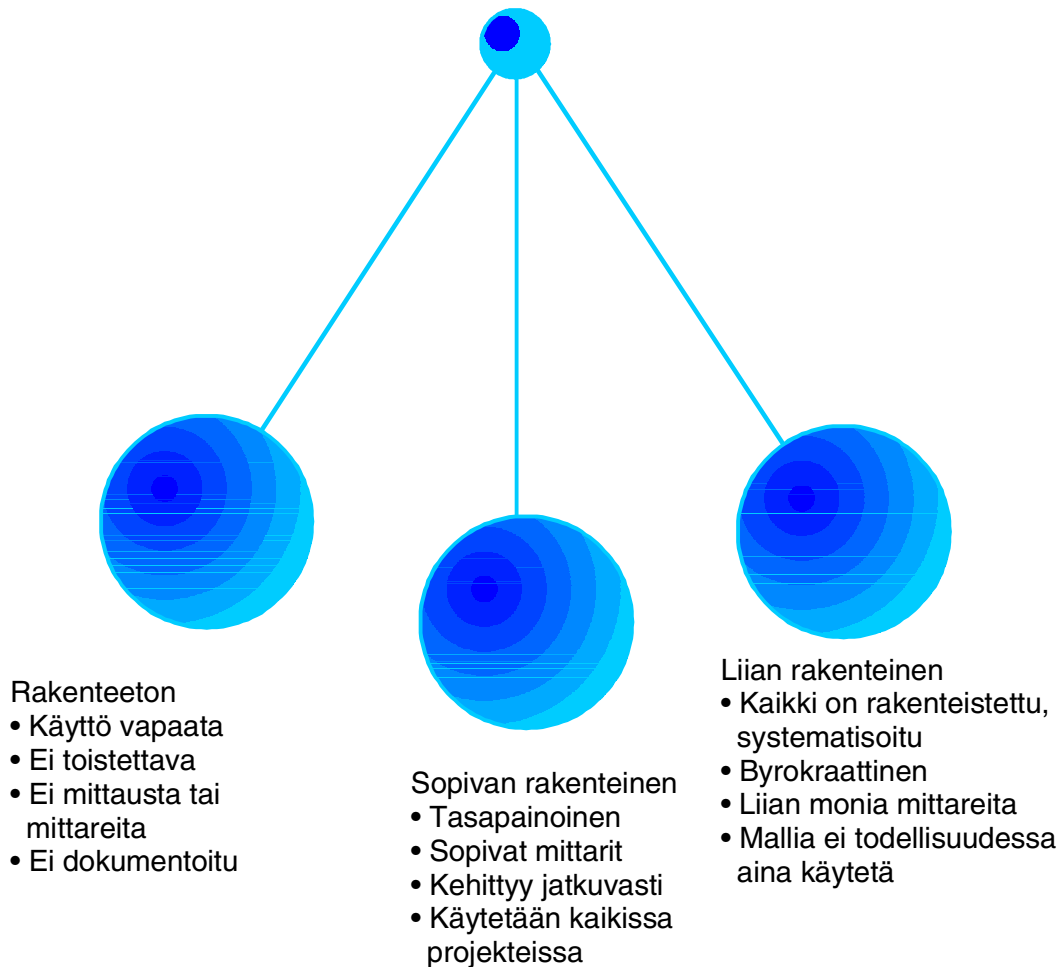 Rakenteeton
• Käyttö vapaata
• Ei toistettava
• Ei mittausta tai
mittareita
• Ei dokumentoitu
Sopivan rakenteinen
• Tasapainoinen
• Sopivat mittarit
• Kehittyy jatkuvasti
• Käytetään kaikissa
projekteissa
Liian rakenteinen
• Kaikki on rakenteistettu,
systematisoitu
• Byrokraattinen
• Liian monia mittareita
• Mallia ei todellisuudessa
aina käytetä